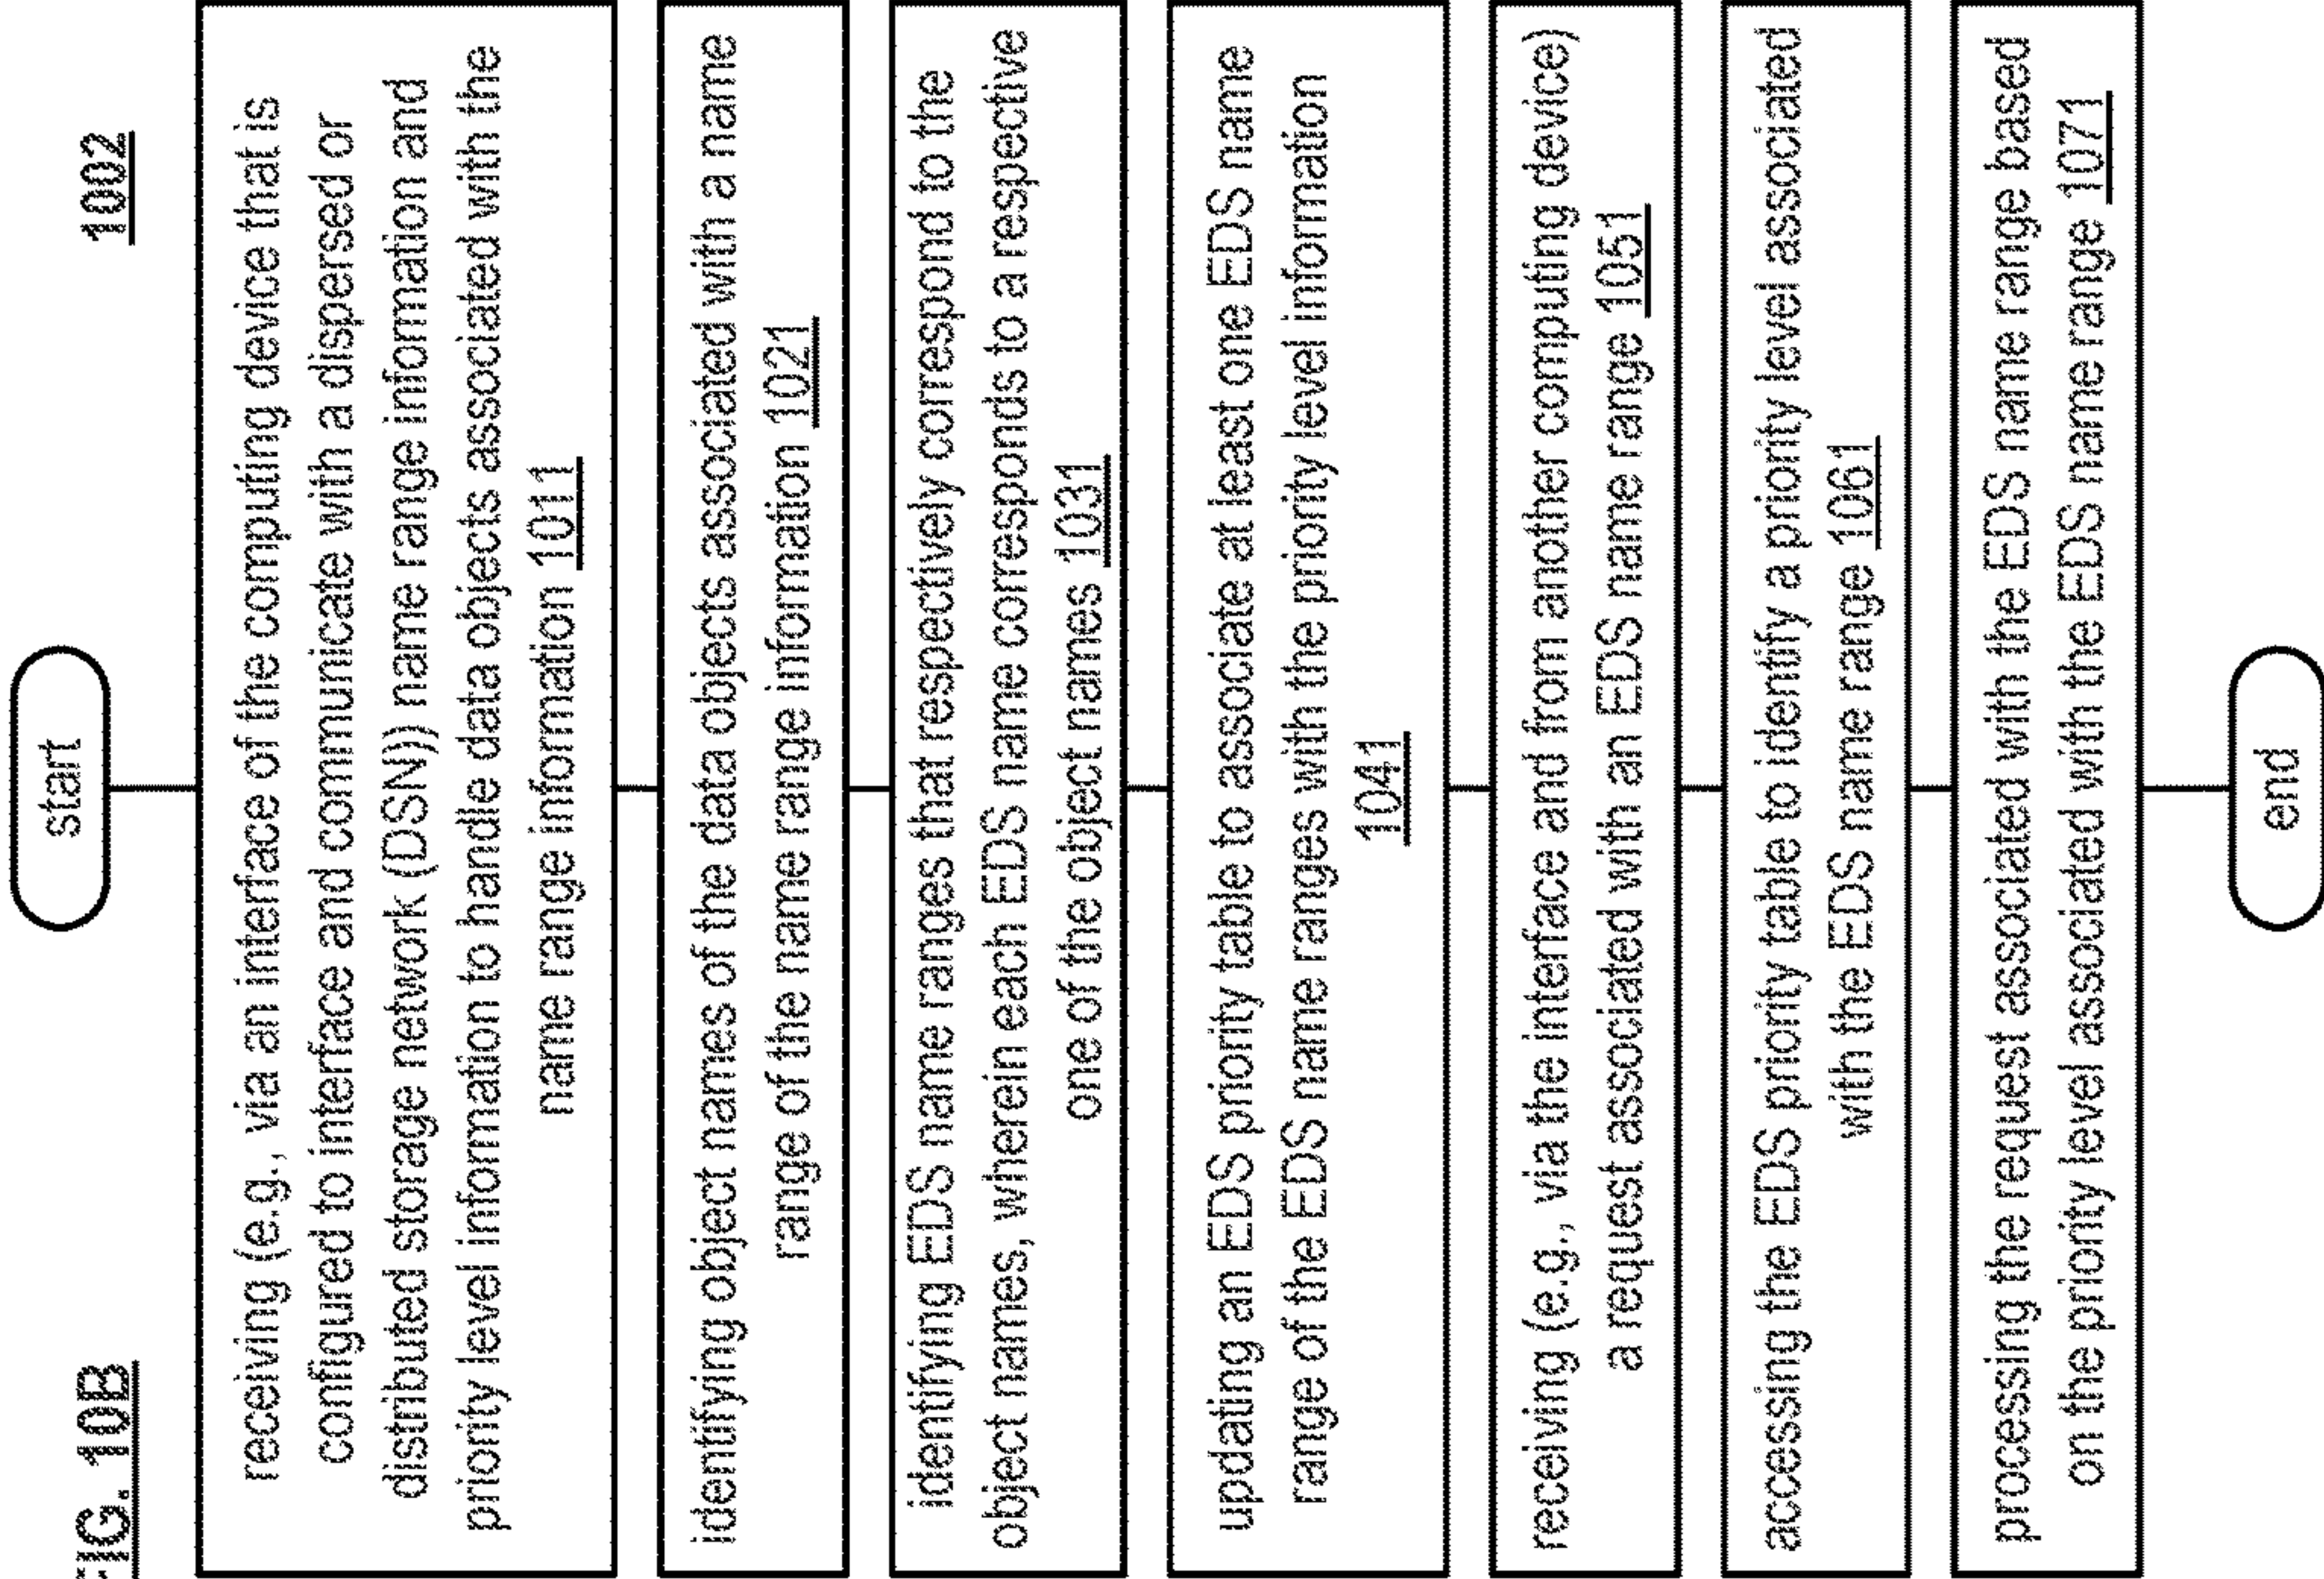 FIG. 10B
1002
start
receiving (e.g., via an interface of the computing device that is
configured to interface and communicate with a dispersed or
distributed storage network (DSN)) name range information and
priority level information to handle data objects associated with the
name range information 1011
identifying object names of the data objects associated with a name
range of the name range information 1021
identifying EDS name ranges that respectively correspond to the
object names, wherein each EDS name corresponds to a respective
one of the object names 1031
updating an EDS priority table to associate at least one EDS name
range of the EDS name ranges with the priority level information
1041
receiving (e.g., via the interface and from another computing device)
a request associated with an EDS name range 1051
accessing the EDS priority table to identify a priority level associated
with the EDS name range 1061
processing the request associated with the EDS name range based
on the priority level associated with the EDS name range 1071
end